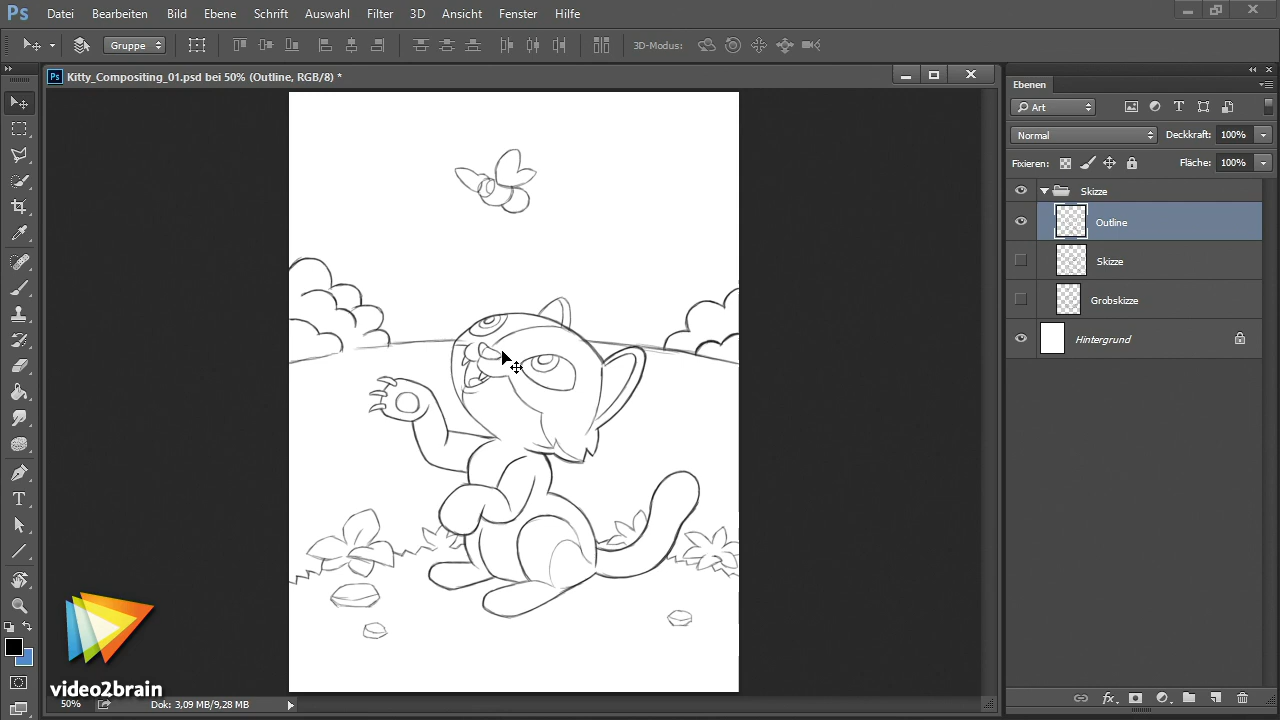 Ps Datei Bearbeiten Bild Ebene Schrift Auswahl Filter 3D Ansicht Fenster Hilfe
Gruppe 3D-Modus:
Ps Kitty_Compositing_01.psd bei 50% (Outline, RGB/8) *
Ebenen
Art
Normal Deckkraft: 100%
Fixieren: Fläche: 100%
Skizze
Outline
Skizze
Grobskizze
Hintergrund
T
video2brain
50% Dok: 3,09 MB/9,28 MB
fx